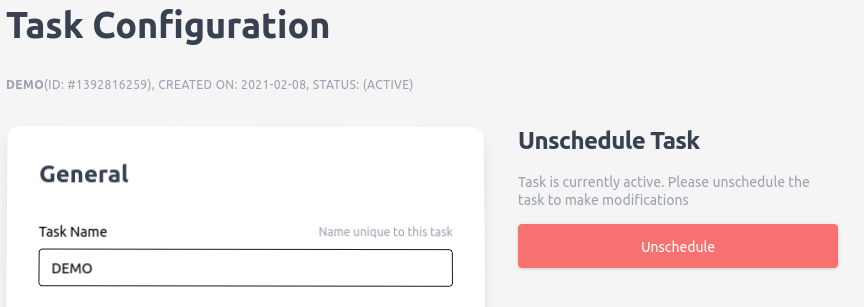 Task Configuration
DEMO(ID: #1392816259), CREATED ON: 2021-02-08, STATUS: (ACTIVE)
General
Task Name
Name unique to this task
DEMO
Unschedule Task
Task is currently active. Please unschedule the
task to make modifications
Unschedule